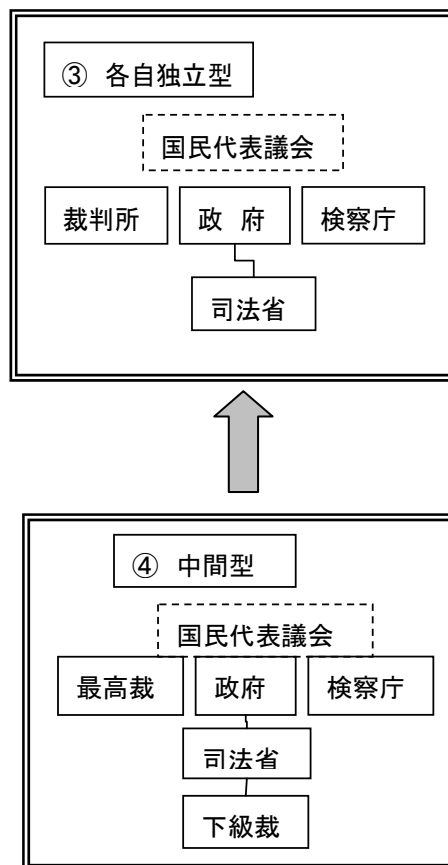 ③ 各自独立型
国民代表議会
裁判所 政 府 検察庁
司法省
④ 中間型
国民代表議会
最高裁 政府 検察庁
司法省
下級裁